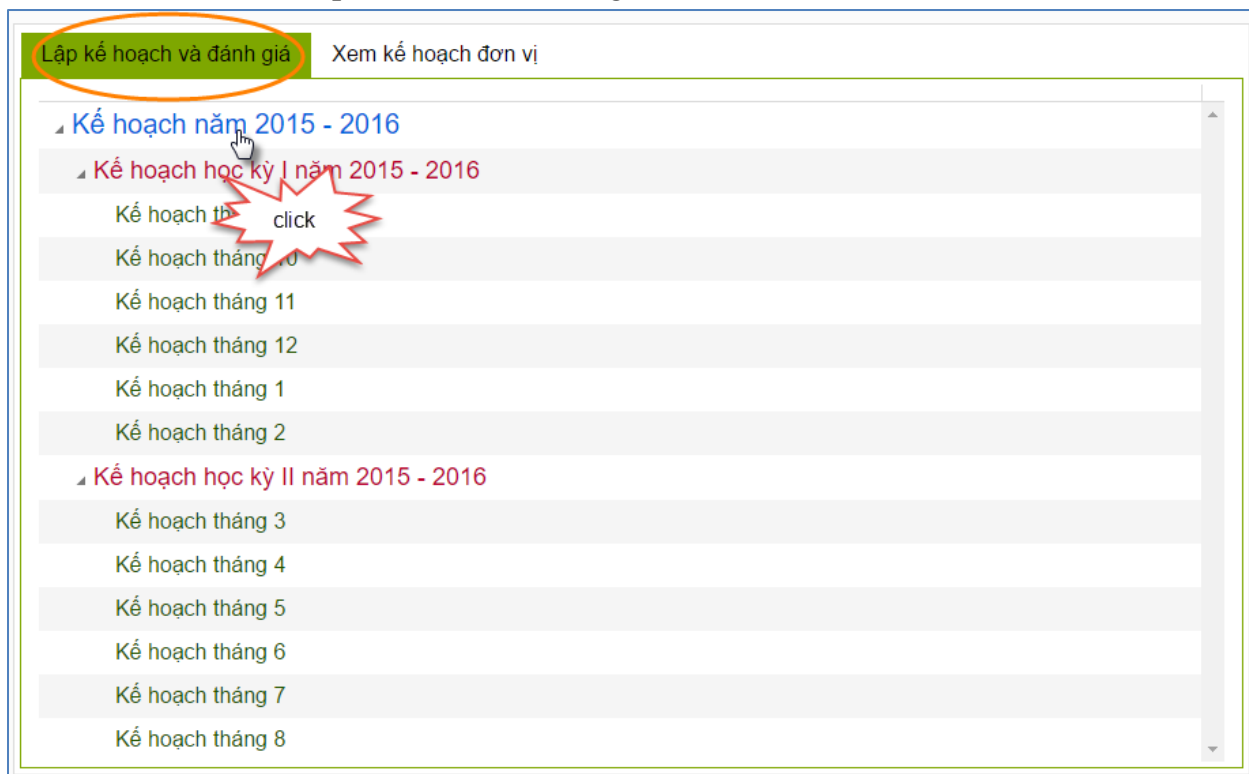 Lập kế hoạch và đánh giá Xem kế hoạch đơn vị
Kế hoạch năm 2015 - 2016
Kế hoạch học kỳ I năm 2015 - 2016
Kế hoạch
click
Kế hoạch tháng 10
Kế hoạch tháng 11
Kế hoạch tháng 12
Kế hoạch tháng 1
Kế hoạch tháng 2
Kế hoạch học kỳ II năm 2015 - 2016
Kế hoạch tháng 3
Kế hoạch tháng 4
Kế hoạch tháng 5
Kế hoạch tháng 6
Kế hoạch tháng 7
Kế hoạch tháng 8